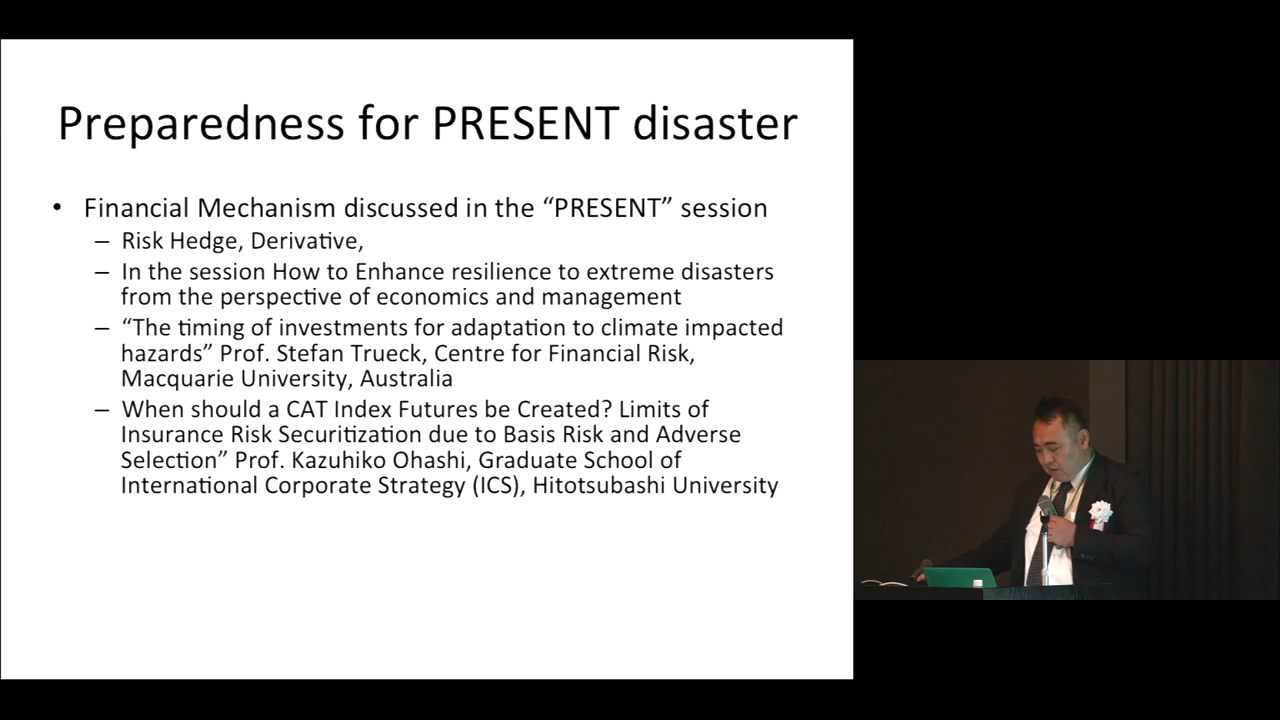 Preparedness for PRESENT disaster
• Financial Mechanism discussed in the “PRESENT” session
– Risk Hedge, Derivative,
– In the session How to Enhance resilience to extreme disasters
from the perspective of economics and management
– “The timing of investments for adaptation to climate impacted
hazards” Prof. Stefan Trueck, Centre for Financial Risk,
Macquarie University, Australia
– When should a CAT Index Futures be Created? Limits of
Insurance Risk Securitization due to Basis Risk and Adverse
Selection” Prof. Kazuhiko Ohashi, Graduate School of
International Corporate Strategy (ICS), Hitotsubashi University